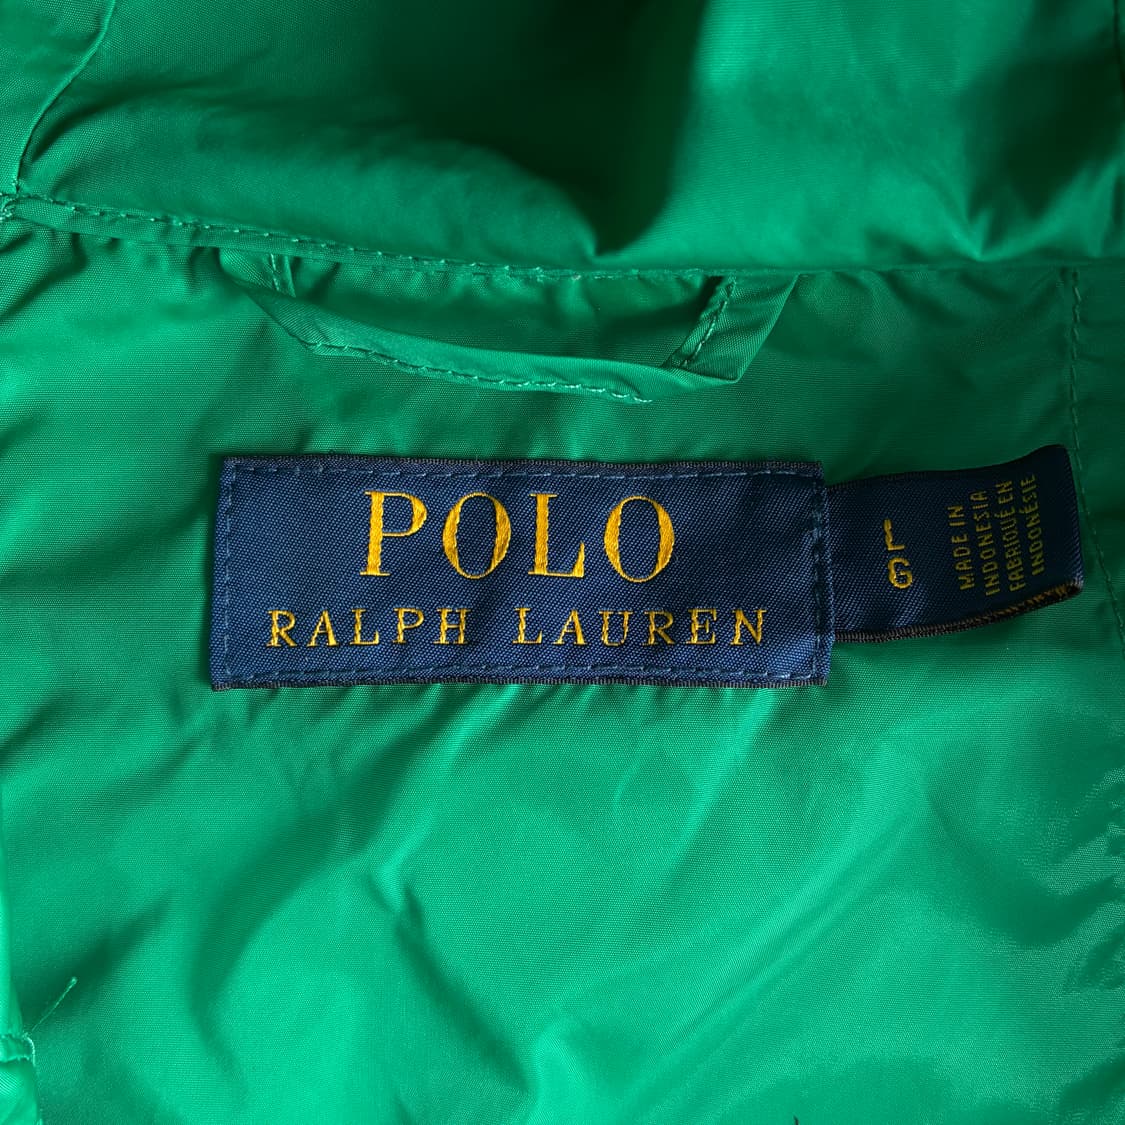 POLO
RALPH LAUREN
L
G
MADE IN
INDONESIA
FABRIQUÉ EN
INDONÉSIE